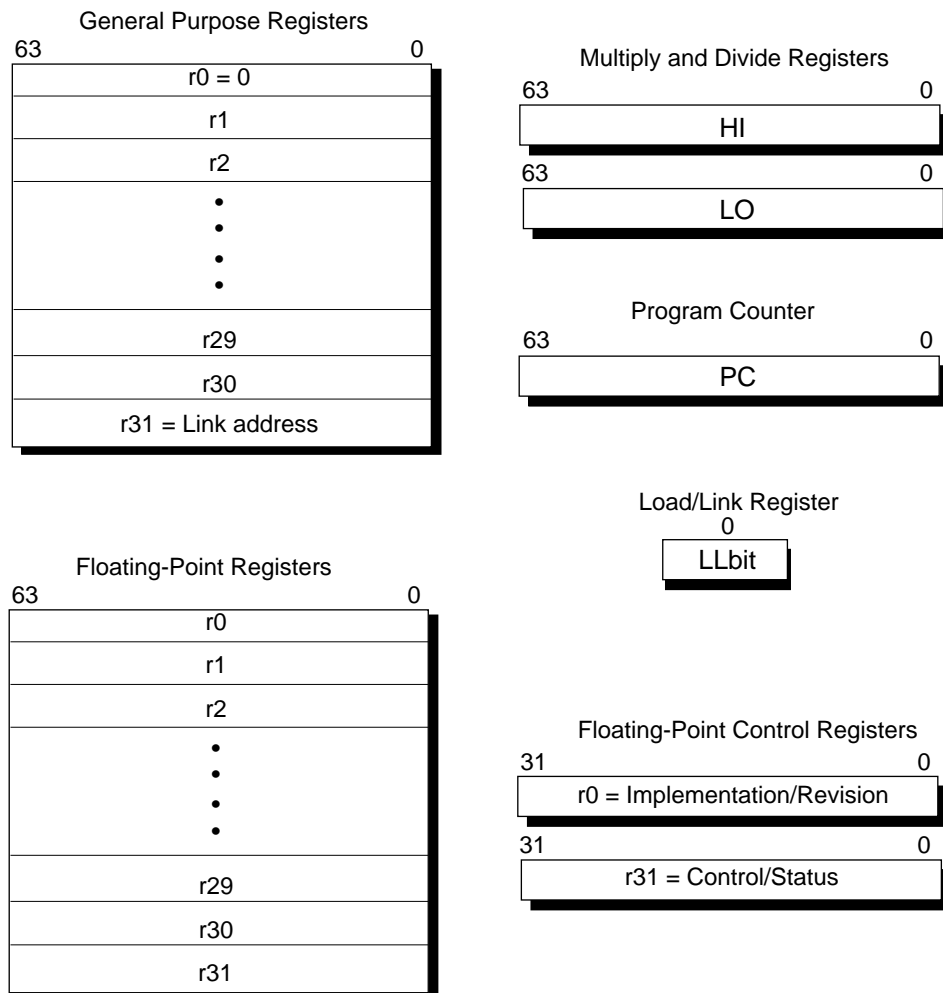 General Purpose Registers
63 0
r0 = 0
r1
r2
r29
r30
r31 = Link address
Multiply and Divide Registers
63 0
HI
63 0
LO
Program Counter
63 0
PC
Load/Link Register
0
LLbit
Floating-Point Registers
63 0
r0
r1
r2
r29
r30
r31
Floating-Point Control Registers
31 0
r0 = Implementation/Revision
31 0
r31 = Control/Status